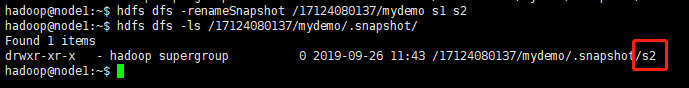 hadoop@node1:~$ hdfs dfs -renameSnapshot /17124080137/mydemo s1 s2
hadoop@node1:~$ hdfs dfs -ls /17124080137/mydemo/.snapshot/
Found 1 items
drwxr-xr-x   - hadoop supergroup          0 2019-09-26 11:43 /17124080137/mydemo/.snapshot/s2
hadoop@node1:~$